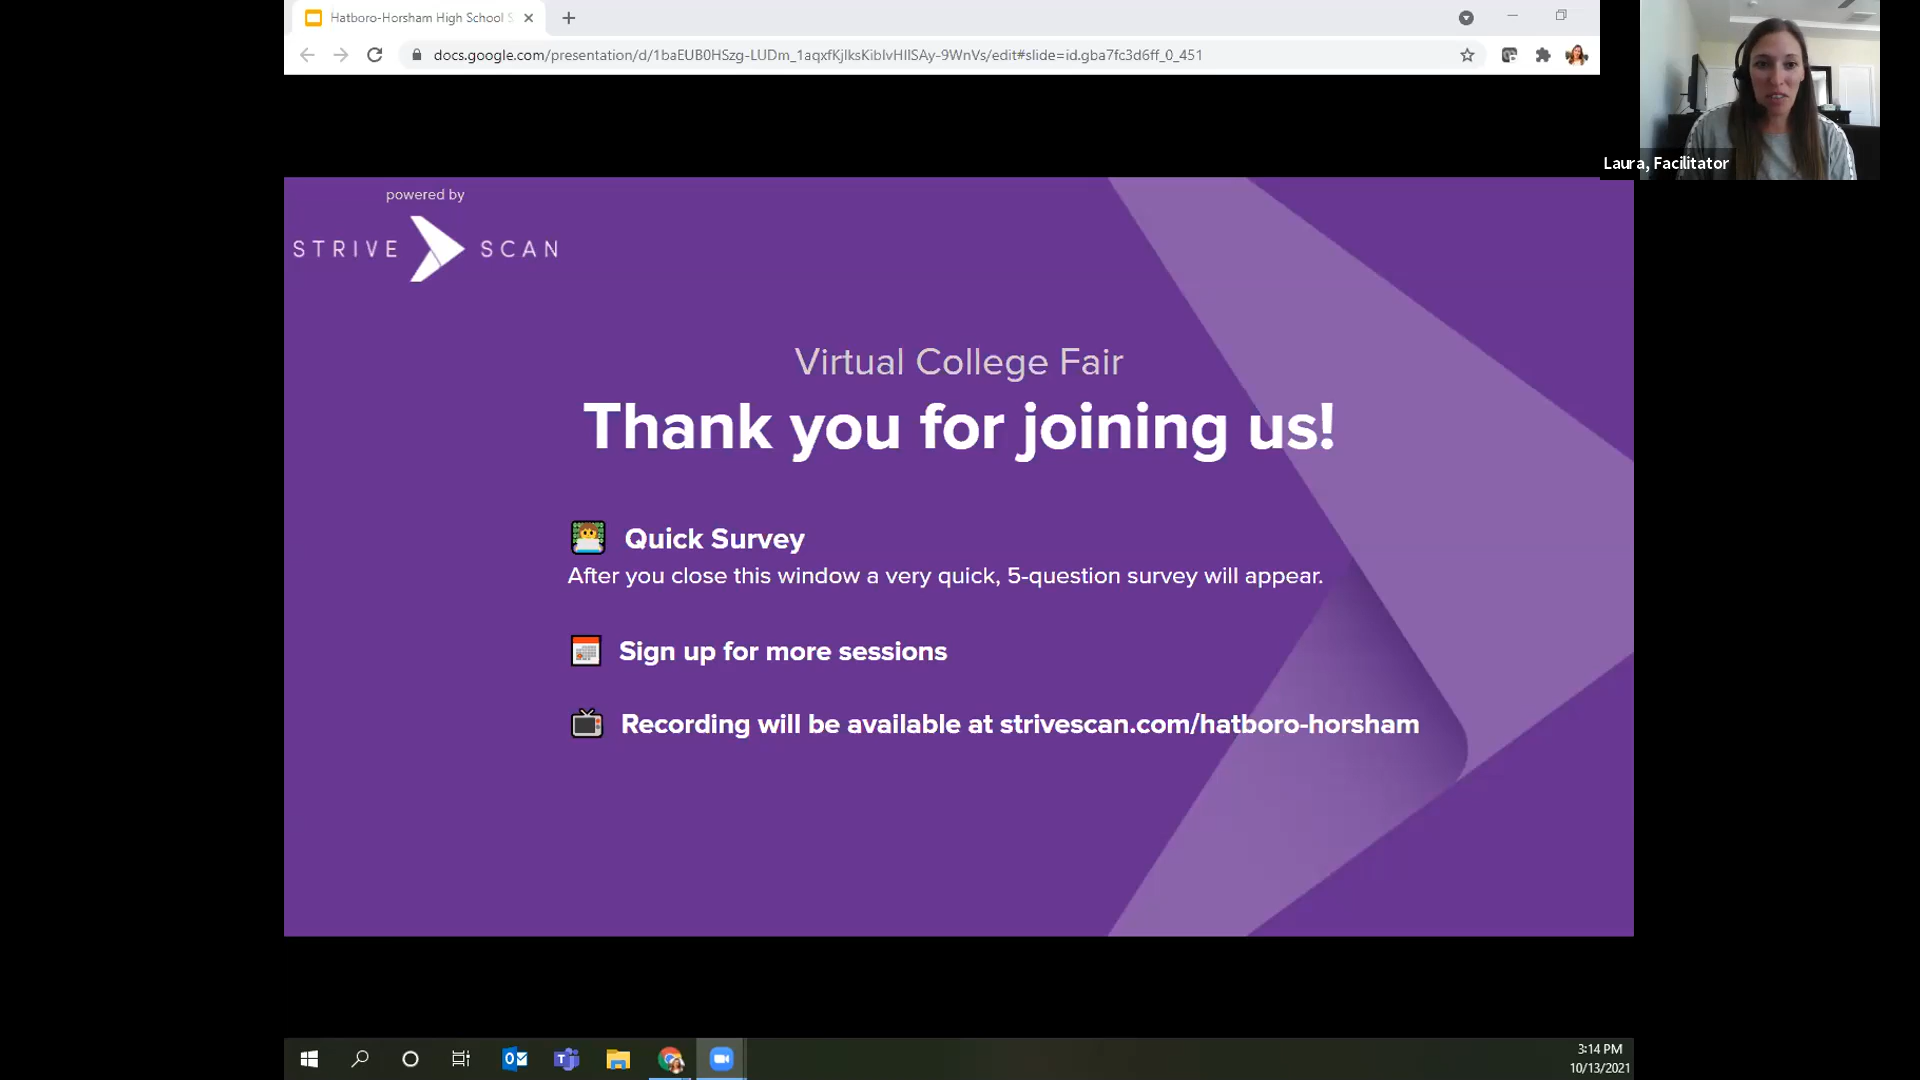 Hatboro-Horsham High School S
docs.google.com/presentation/d/1baEUB0HSzg-LUDm_1aqxfKjlksKiblvHIlSAy-9WnVs/edit#slide=id.gba7fc3d6ff_0_451
Laura, Facilitator
powered by
STRIVE SCAN
Virtual College Fair
Thank you for joining us!
Quick Survey
After you close this window a very quick, 5-question survey will appear.
Sign up for more sessions
Recording will be available at strivescan.com/hatboro-horsham
3:14 PM
10/13/2021